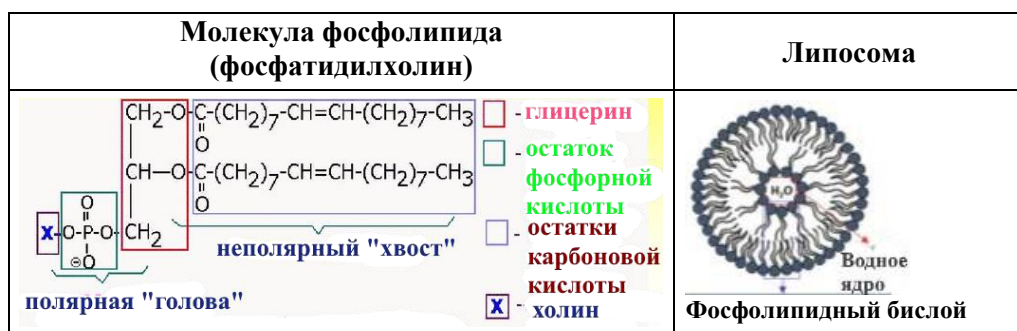 Молекула фосфолипида
(фосфатидилхолин)
Липосома
CH2-O-C-(CH2)7-CH=CH-(CH2)7-CH3
O
CH—O-C-(CH2)7-CH=CH-(CH2)7-CH3
O
O
X-O-P-O-CH2
⊖O
неполярный "хвост"
полярная "голова"
- глицерин
- остаток
фосфорной
кислоты
- остатки
карбоновой
кислоты
X - холин
H2O
Водное
ядро
Фосфолипидный бислой